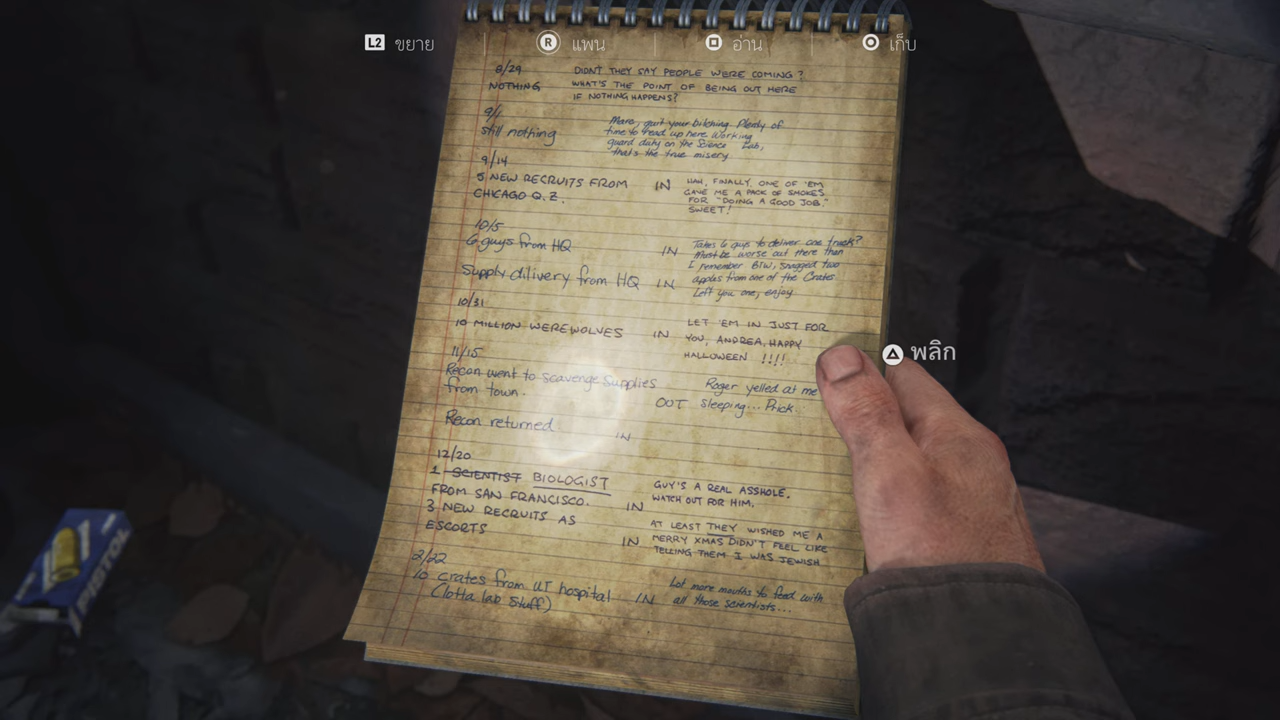 L2 ขยาย R แพน อ่าน เก็บ
8/29 DIDN'T THEY SAY PEOPLE WERE COMING?
NOTHING WHAT'S THE POINT OF BEING OUT HERE
IF NOTHING HAPPENS?
9/1 Marc, quit your bitching. Plenty of
still nothing time to read up here. Working
guard duty on the Science Lab,
that's the true misery
9/14
5 NEW RECRUITS FROM IN HAH, FINALLY. ONE OF 'EM
CHICAGO Q.Z. GAVE ME A PACK OF SMOKES
FOR "DOING A GOOD JOB."
SWEET!
10/5
6 guys from HQ IN Takes 6 guys to deliver one truck?
Must be worse out there than
Supply dilivery from HQ IN I remember. BTW, snagged two
apples from one of the Crates.
Left you one, enjoy.
10/31
10 MILLION WEREWOLVES IN LET 'EM IN JUST FOR
YOU, ANDREA, HAPPY
HALLOWEEN !!!!
พลิก
11/15
Recon went to scavenge supplies Roger yelled at me
from town. OUT sleeping... Prick.
Recon returned IN
12/20
1 SCIENTIST BIOLOGIST GUY'S A REAL ASSHOLE.
FROM SAN FRANCISCO. IN WATCH OUT FOR HIM.
3 NEW RECRUITS AS AT LEAST THEY WISHED ME A
ESCORTS IN MERRY XMAS DIDN'T FEEL LIKE
TELLING THEM I WAS JEWISH
2/22
10 crates from UT hospital IN Lot more mouths to feed with
(lotta lab stuff) all those scientists...
PISTOL